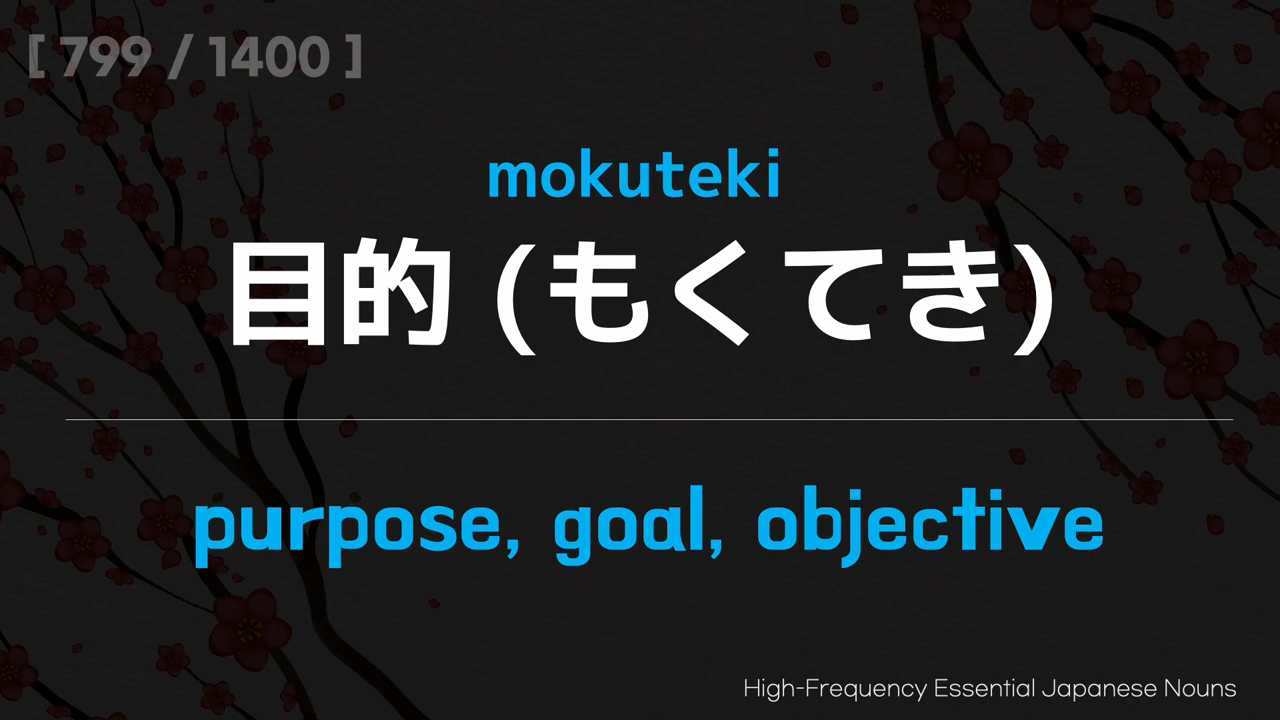 [ 799 / 1400 ]
mokuteki
目的 (もくてき)
purpose, goal, objective
High-Frequency Essential Japanese Nouns